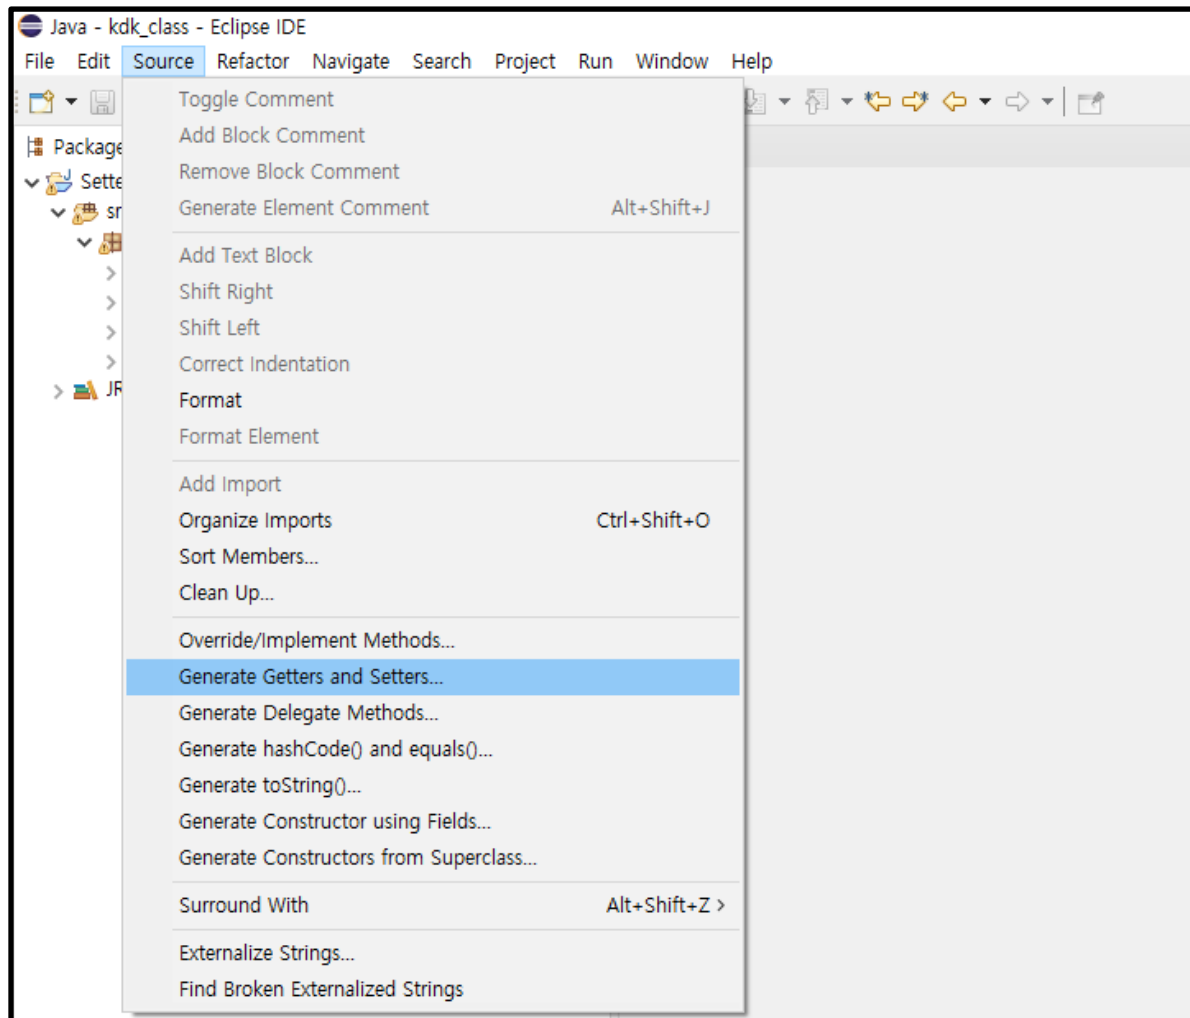 Java - kdk_class - Eclipse IDE
File Edit Source Refactor Navigate Search Project Run Window Help
Toggle Comment
Add Block Comment
Package
Remove Block Comment
Sette
Generate Element Comment Alt+Shift+J
sr
Add Text Block
Shift Right
Shift Left
Correct Indentation
JR
Format
Format Element
Add Import
Organize Imports Ctrl+Shift+O
Sort Members...
Clean Up...
Override/Implement Methods...
Generate Getters and Setters...
Generate Delegate Methods...
Generate hashCode() and equals()...
Generate toString()...
Generate Constructor using Fields...
Generate Constructors from Superclass...
Surround With Alt+Shift+Z >
Externalize Strings...
Find Broken Externalized Strings